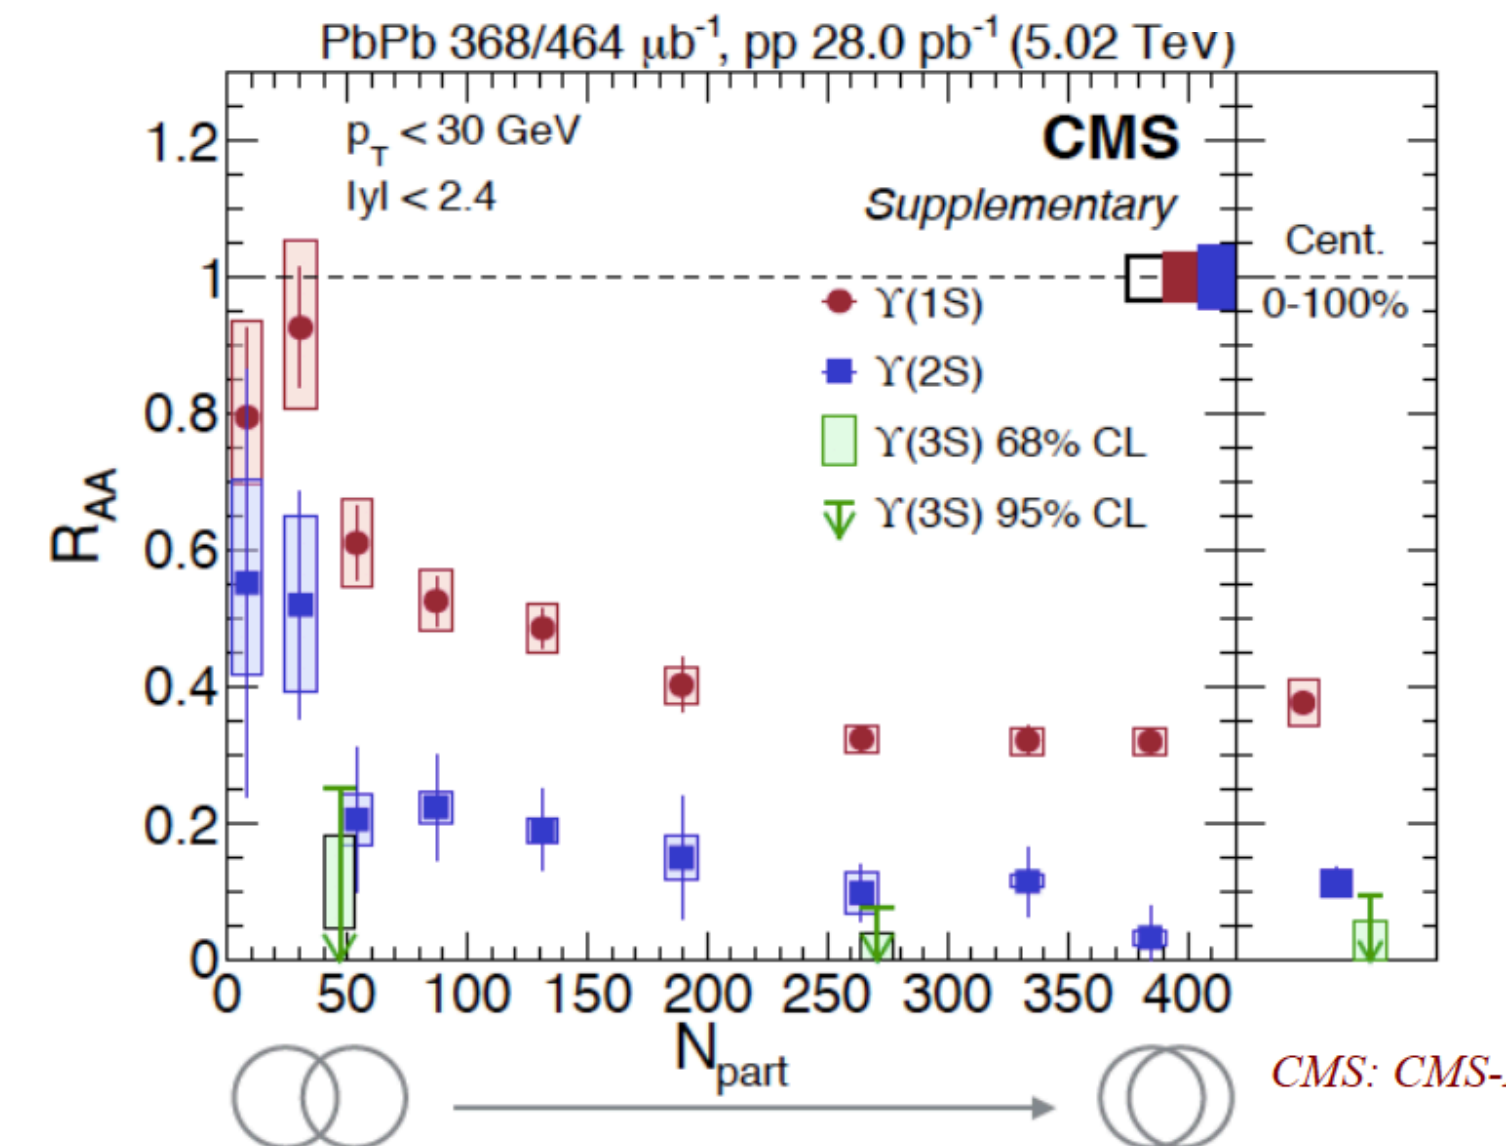 PbPb 368/464 μb⁻¹, pp 28.0 pb⁻¹ (5.02 TeV)
p_T < 30 GeV
|y| < 2.4
CMS
Supplementary
Cent.
0-100%
ϒ(1S)
ϒ(2S)
ϒ(3S) 68% CL
ϒ(3S) 95% CL
R_AA
1.2
1
0.8
0.6
0.4
0.2
0
0 50 100 150 200 250 300 350 400
N_part
CMS: CMS-